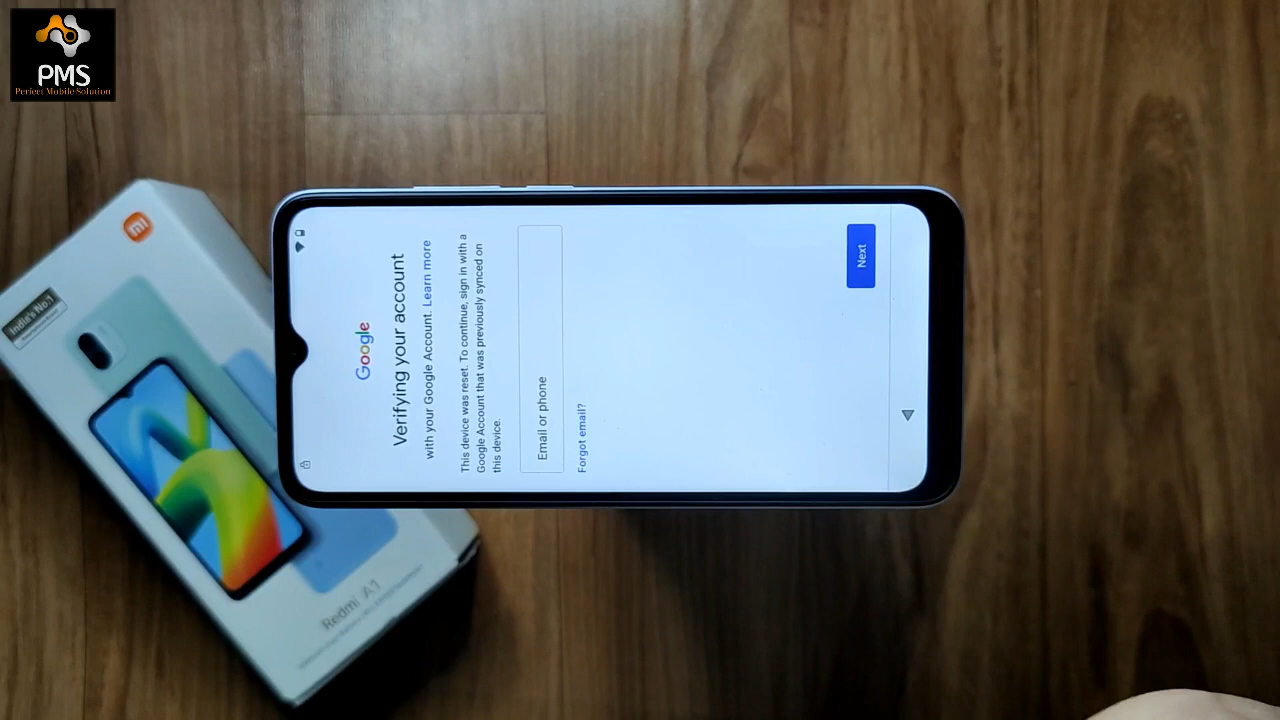 PMS
Perfect Mobile Solution
India's No.1
Redmi A1
Google
Verifying your account
with your Google Account. Learn more
This device was reset. To continue, sign in with a
Google Account that was previously synced on
this device.
Email or phone
Forgot email?
Next